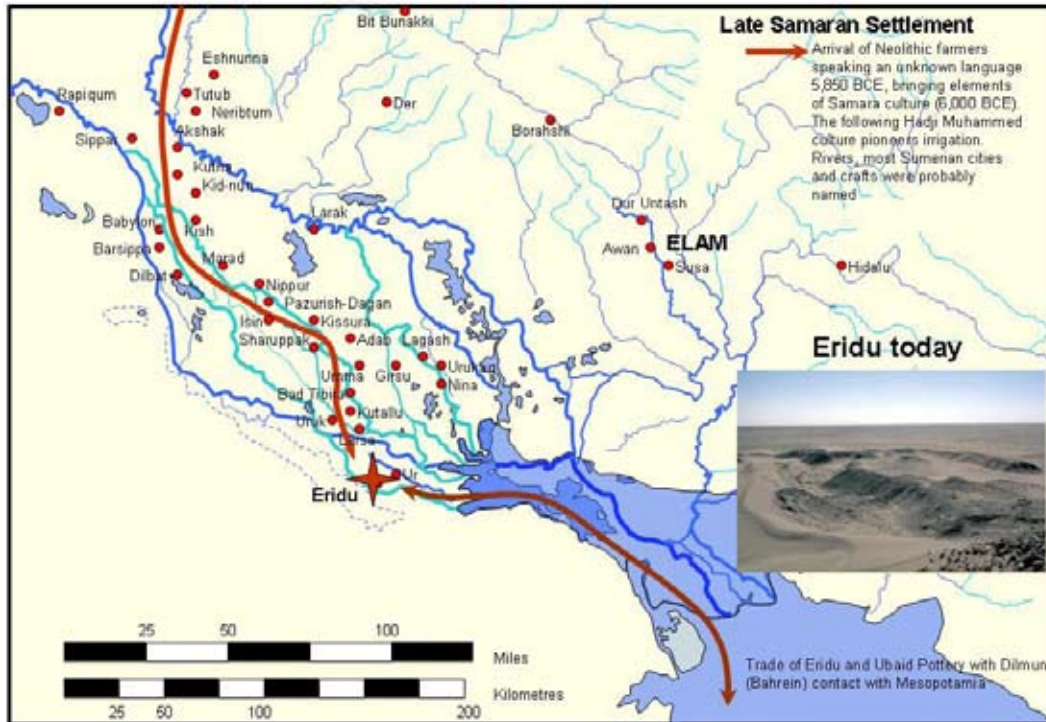 Bit Bunakki
Late Samaran Settlement
Arrival of Neolithic farmers
speaking an unknown language
5,850 BCE, bringing elements
of Samara culture (6,000 BCE).
The following Hadji Muhammed
culture pioneers irrigation.
Rivers, most Sumerian cities
and crafts were probably
named
Eshnunna
Tutub
Neribtum
Rapiqum
Der
Borahshi
Akshak
Sippar
Kutha
Kid-nun
Larak
Dur Untash
Babylon
Kish
Awan
ELAM
Barsippa
Marad
Susa
Hidalu
Dilbat
Nippur
Pazurish-Dagan
Isin
Kissura
Sharuppak
Adab
Lagash
Eridu today
Umma
Girsu
Urukug
Nina
Bad Tibira
Kutallu
Uruk
Larsa
Ur
Eridu
25 50 100
Miles
Trade of Eridu and Ubaid Pottery with Dilmun
(Bahrein) contact with Mesopotamia
Kilometres
25 50 100 200